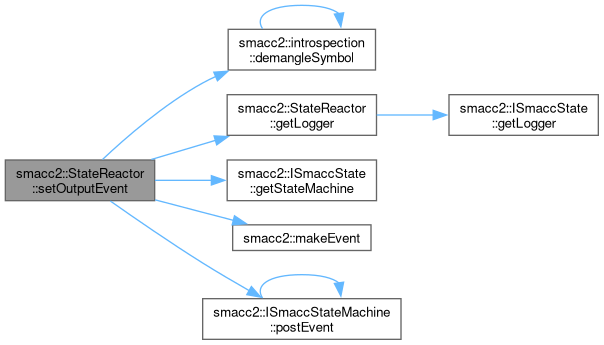 smacc2::introspection
::demangleSymbol
smacc2::StateReactor
::getLogger
smacc2::ISmaccState
::getLogger
smacc2::StateReactor
::setOutputEvent
smacc2::ISmaccState
::getStateMachine
smacc2::makeEvent
smacc2::ISmaccStateMachine
::postEvent